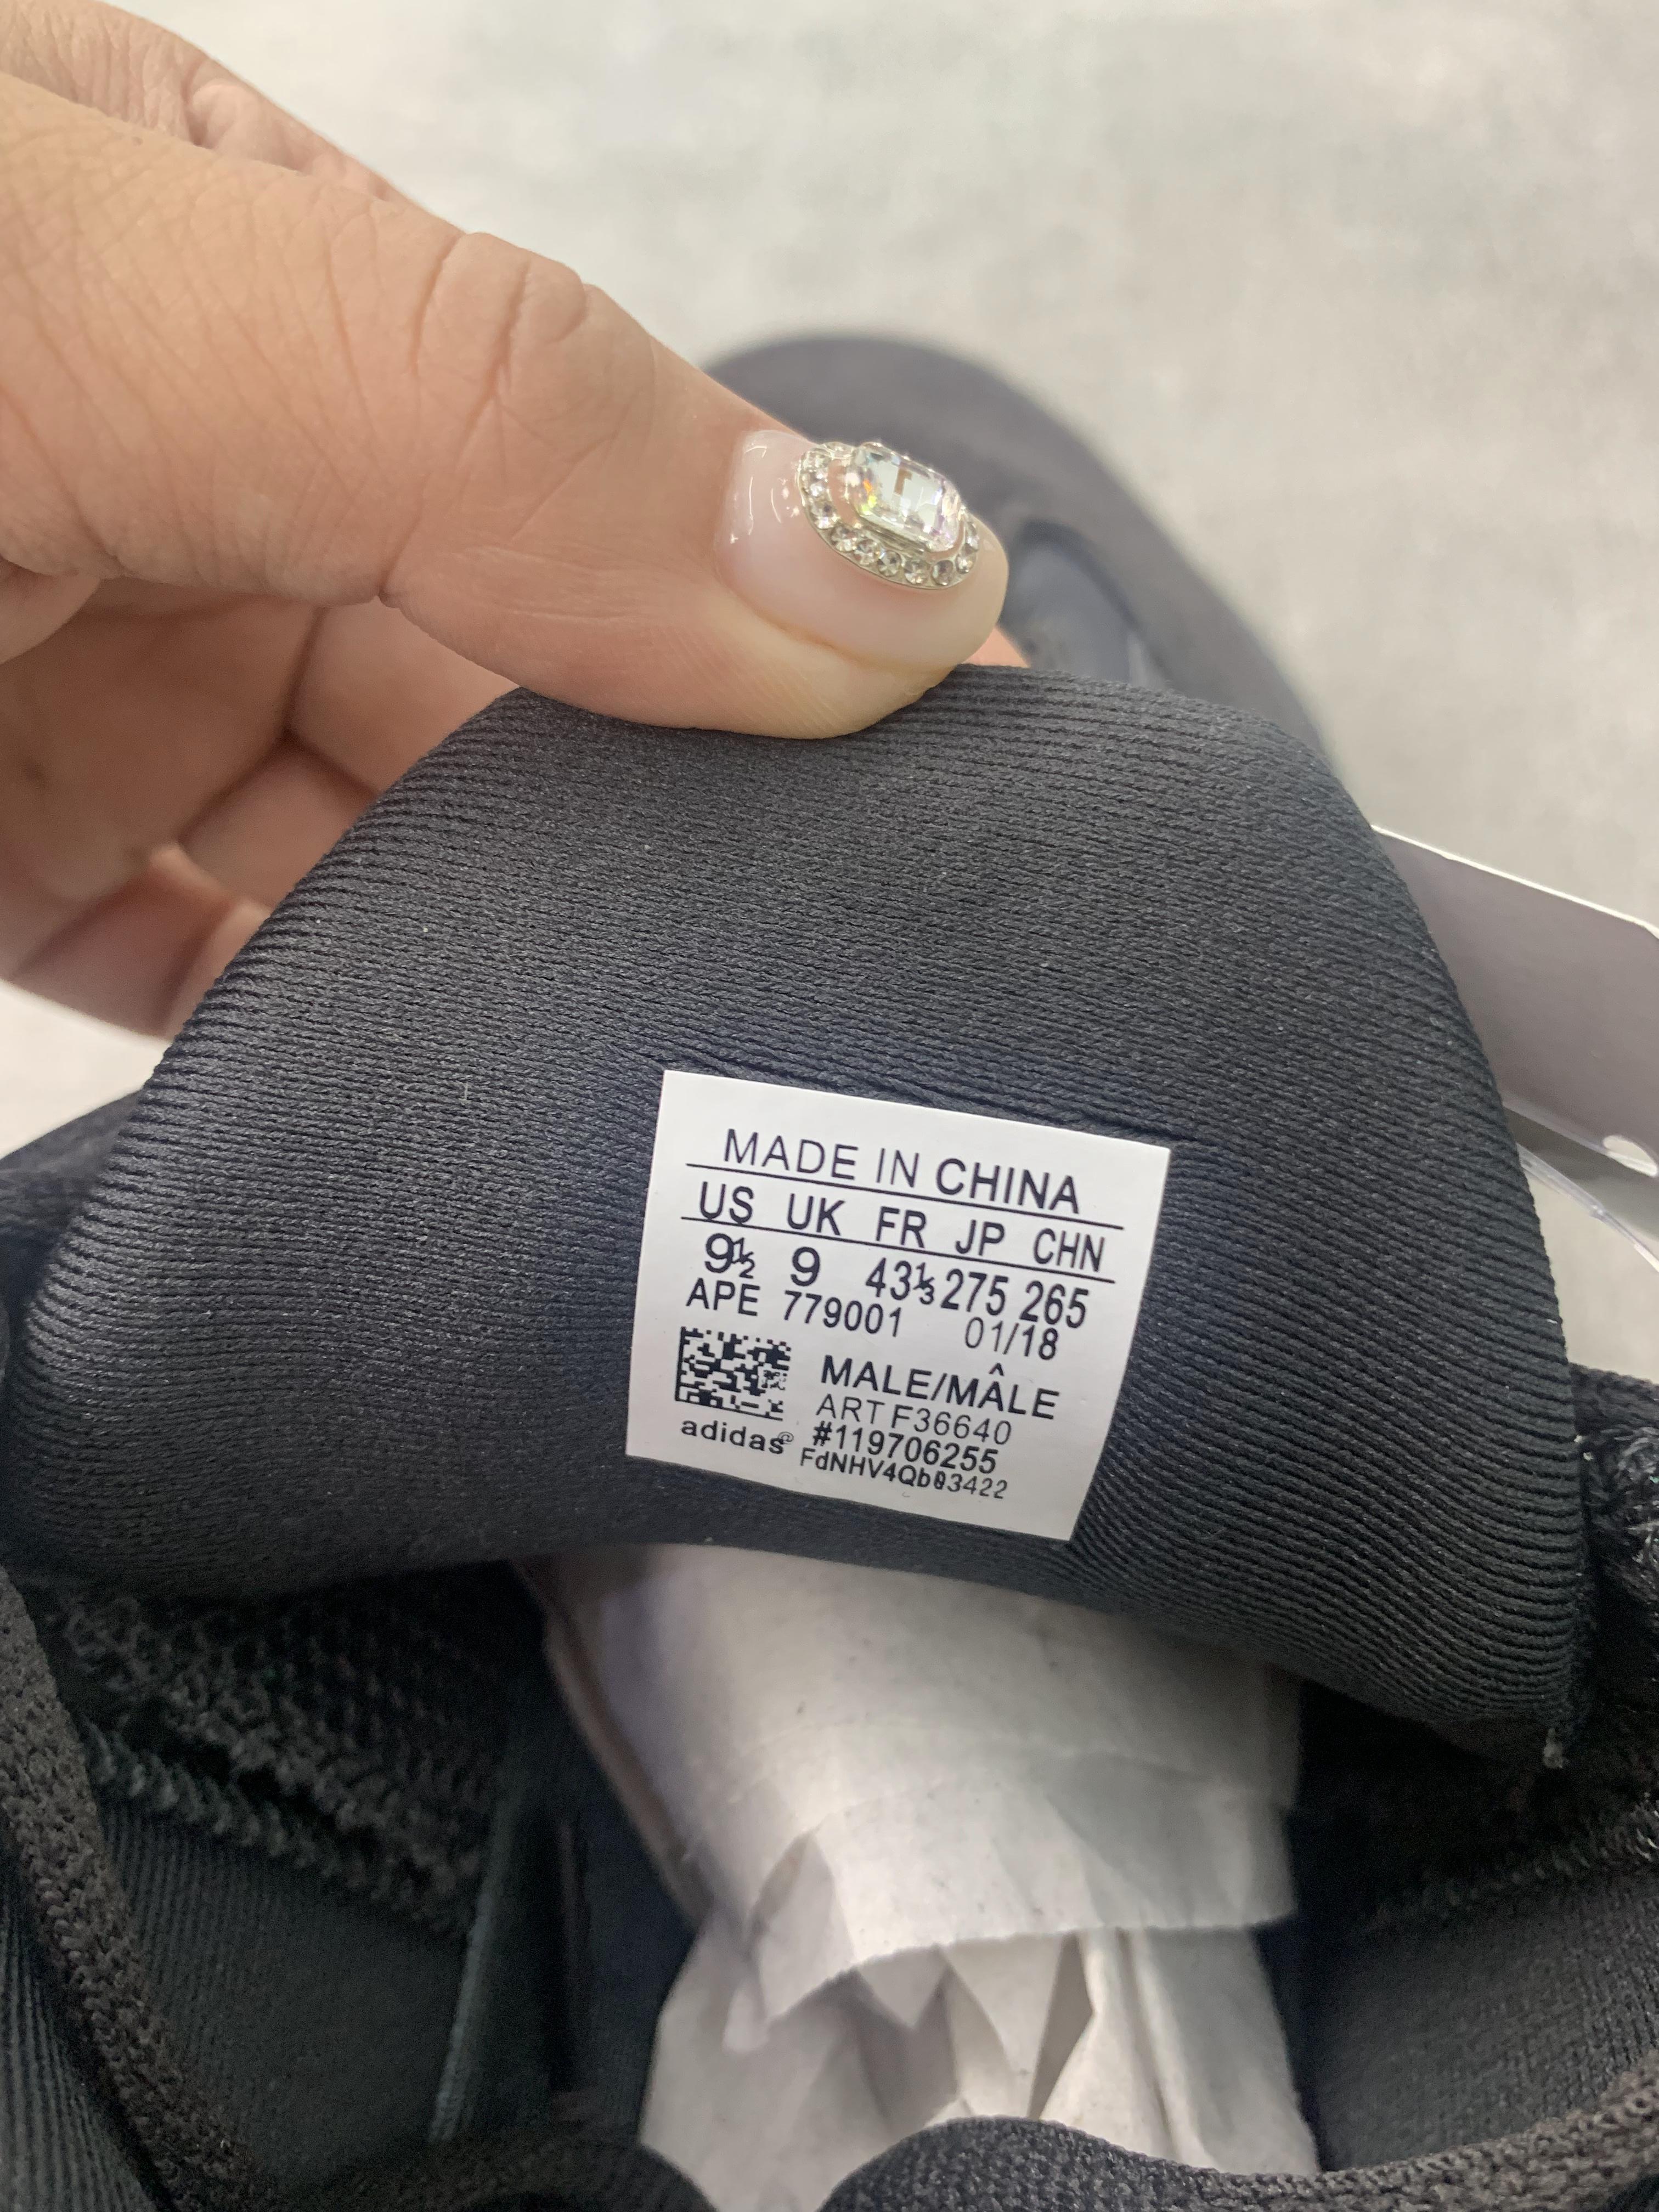 MADE IN CHINA
US UK FR JP CHN
9½ 9 43⅓ 275 265
APE 779001 01/18
MALE/MÂLE
ART F36640
#119706255
adidas®